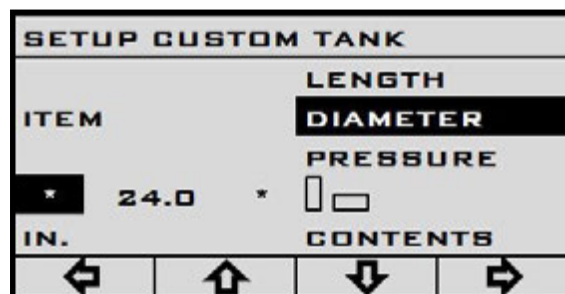 SETUP CUSTOM TANK
LENGTH
ITEM DIAMETER
PRESSURE
* 24.0 *
IN. CONTENTS